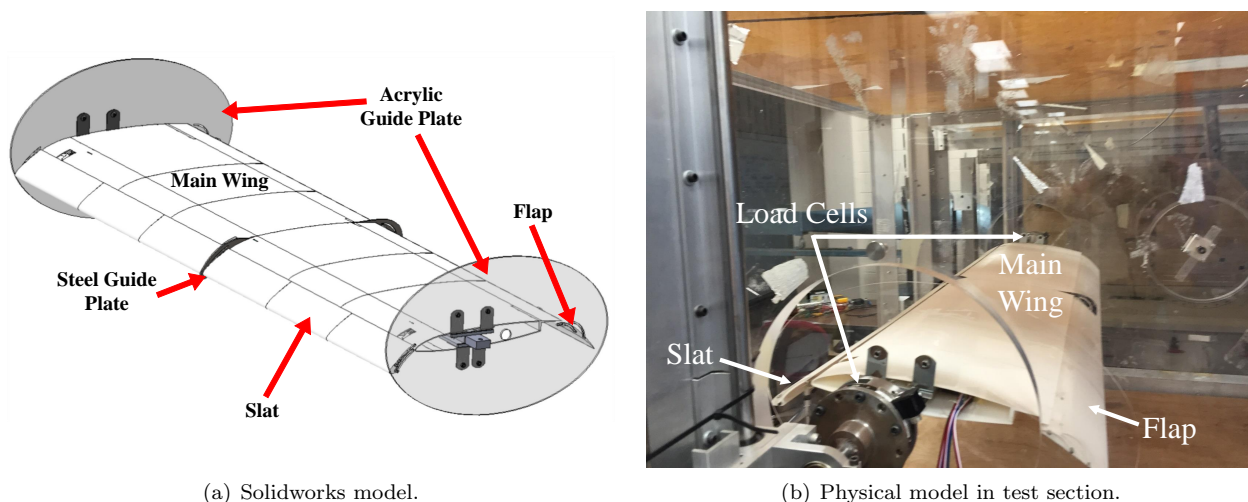 Acrylic
Guide Plate
Main Wing
Flap
Steel Guide
Plate
Slat
(a) Solidworks model.
Load Cells
Main
Wing
Slat
Flap
(b) Physical model in test section.